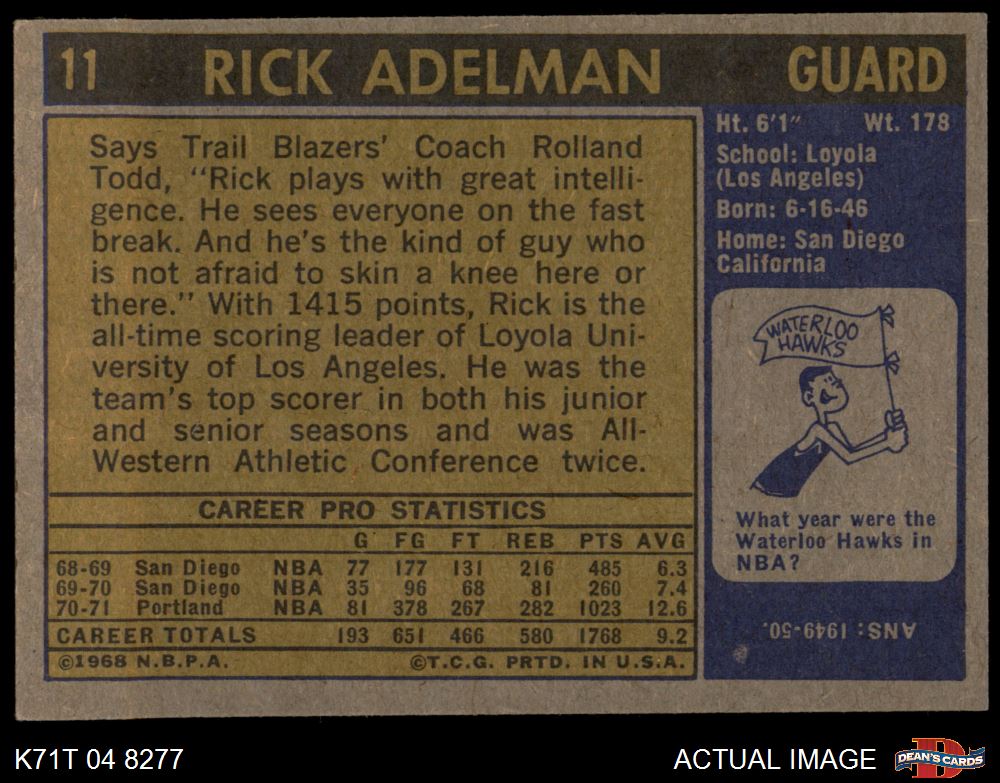 11 RICK ADELMAN GUARD
Says Trail Blazers' Coach Rolland
Todd, "Rick plays with great intelli-
gence. He sees everyone on the fast
break. And he's the kind of guy who
is not afraid to skin a knee here or
there." With 1415 points, Rick is the
all-time scoring leader of Loyola Uni-
versity of Los Angeles. He was the
team's top scorer in both his junior
and senior seasons and was All-
Western Athletic Conference twice.
CAREER PRO STATISTICS
G FG FT REB PTS AVG
68-69 San Diego NBA 77 177 131 216 485 6.3
69-70 San Diego NBA 35 96 68 81 260 7.4
70-71 Portland NBA 81 378 267 282 1023 12.6
CAREER TOTALS 193 651 466 580 1768 9.2
©1968 N.B.P.A. ©T.C.G. PRTD. IN U.S.A.
Ht. 6'1" Wt. 178
School: Loyola
(Los Angeles)
Born: 6-16-46
Home: San Diego
California
WATERLOO
HAWKS
What year were the
Waterloo Hawks in
NBA?
ANS: 1949-50.
K71T 04 8277
ACTUAL IMAGE
D
DEAN'S CARDS